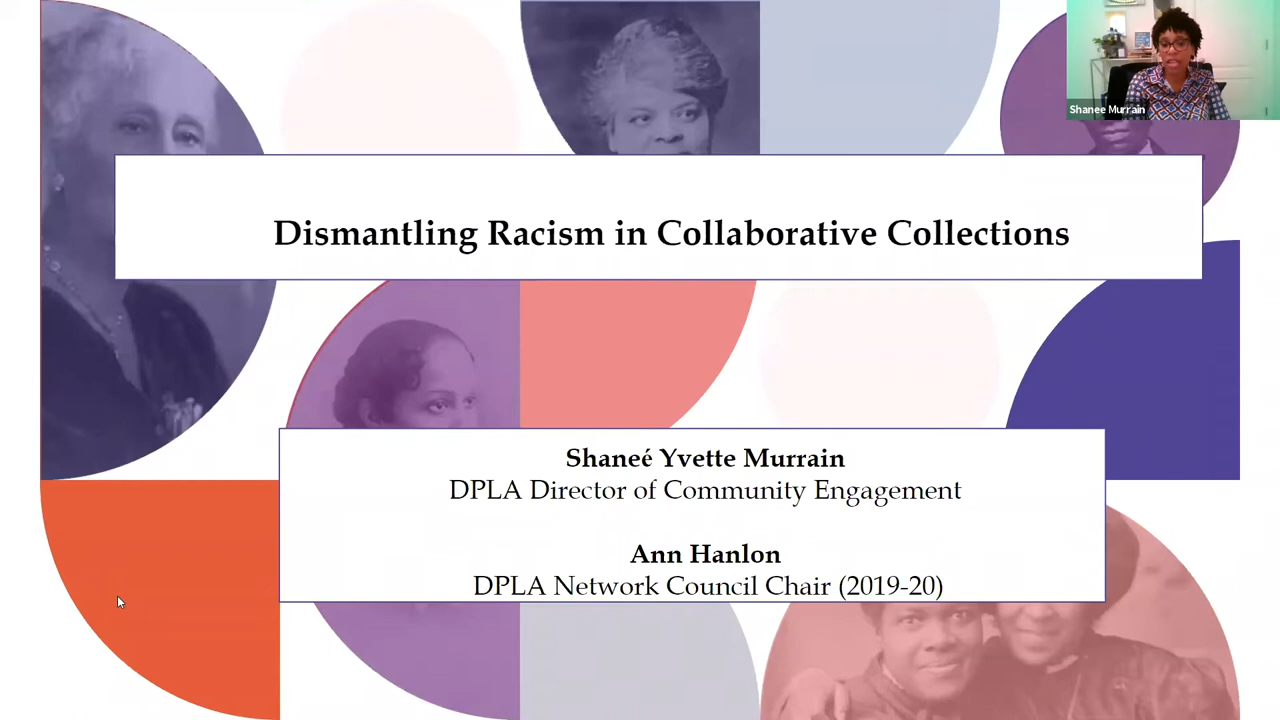 Shanee Murrain
Dismantling Racism in Collaborative Collections
Shaneé Yvette Murrain
DPLA Director of Community Engagement
Ann Hanlon
DPLA Network Council Chair (2019-20)